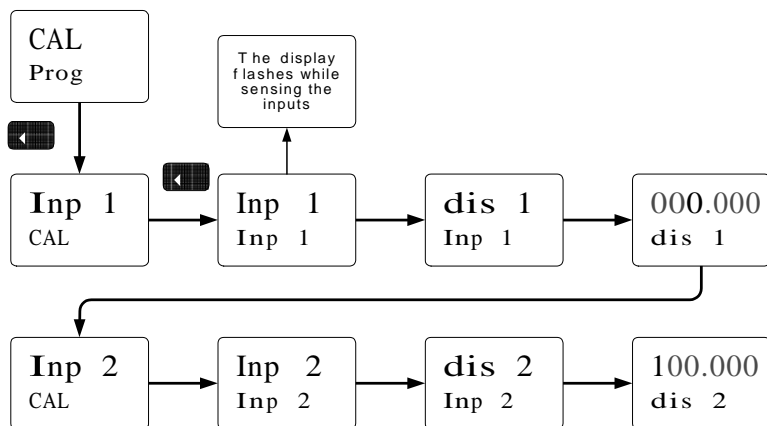 CAL
Prog
The display
flashes while
sensing the
inputs
Inp 1
CAL
Inp 1
Inp 1
dis 1
Inp 1
000.000
dis 1
Inp 2
CAL
Inp 2
Inp 2
dis 2
Inp 2
100.000
dis 2